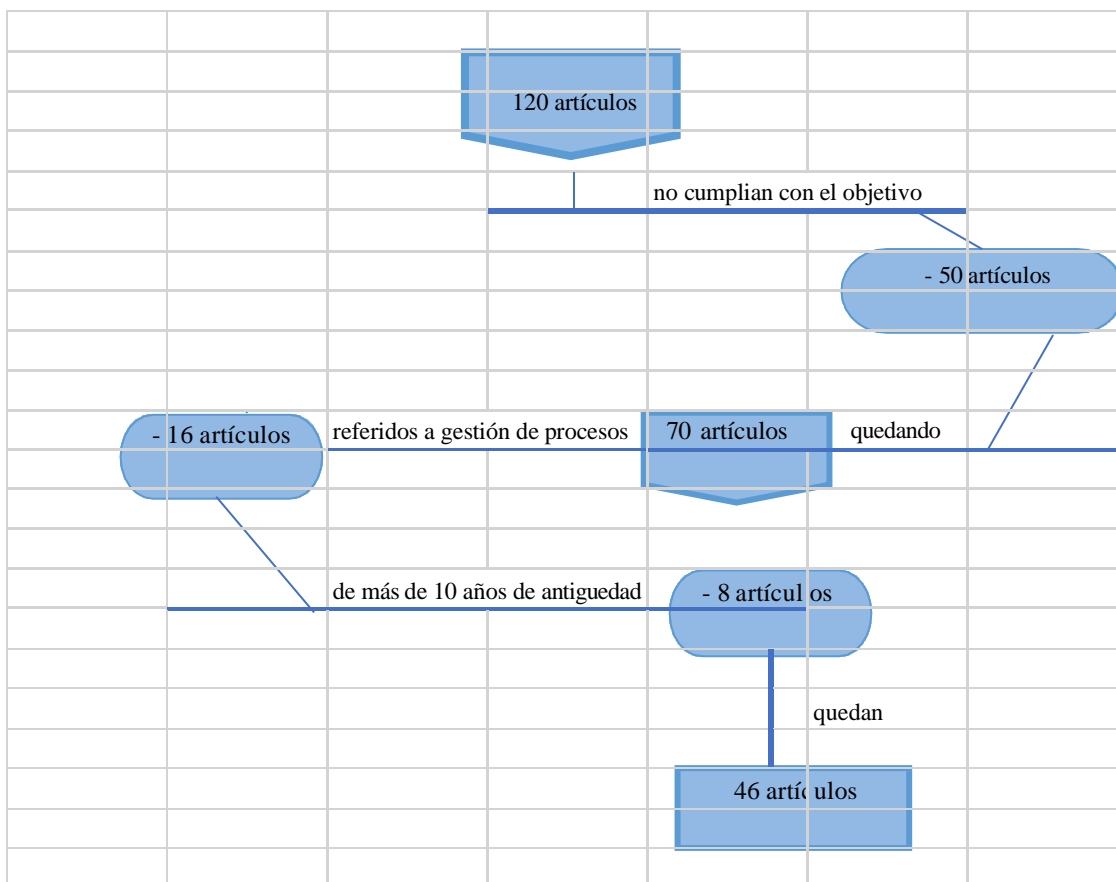 120 artículos
no cumplian con el objetivo
- 50 artículos
- 16 artículos referidos a gestión de procesos 70 artículos quedando
de más de 10 años de antiguedad - 8 artículos
quedan
46 artículos